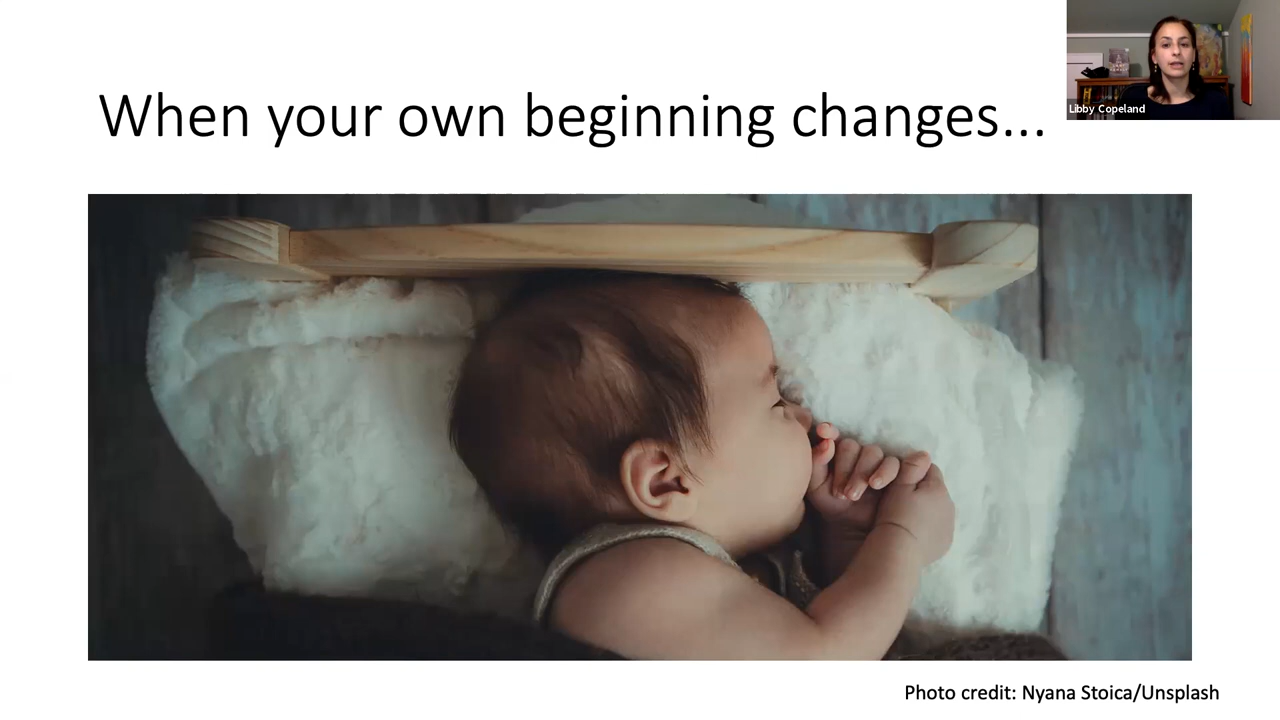 When your own beginning changes...
Libby Copeland
Photo credit: Nyana Stoica/Unsplash